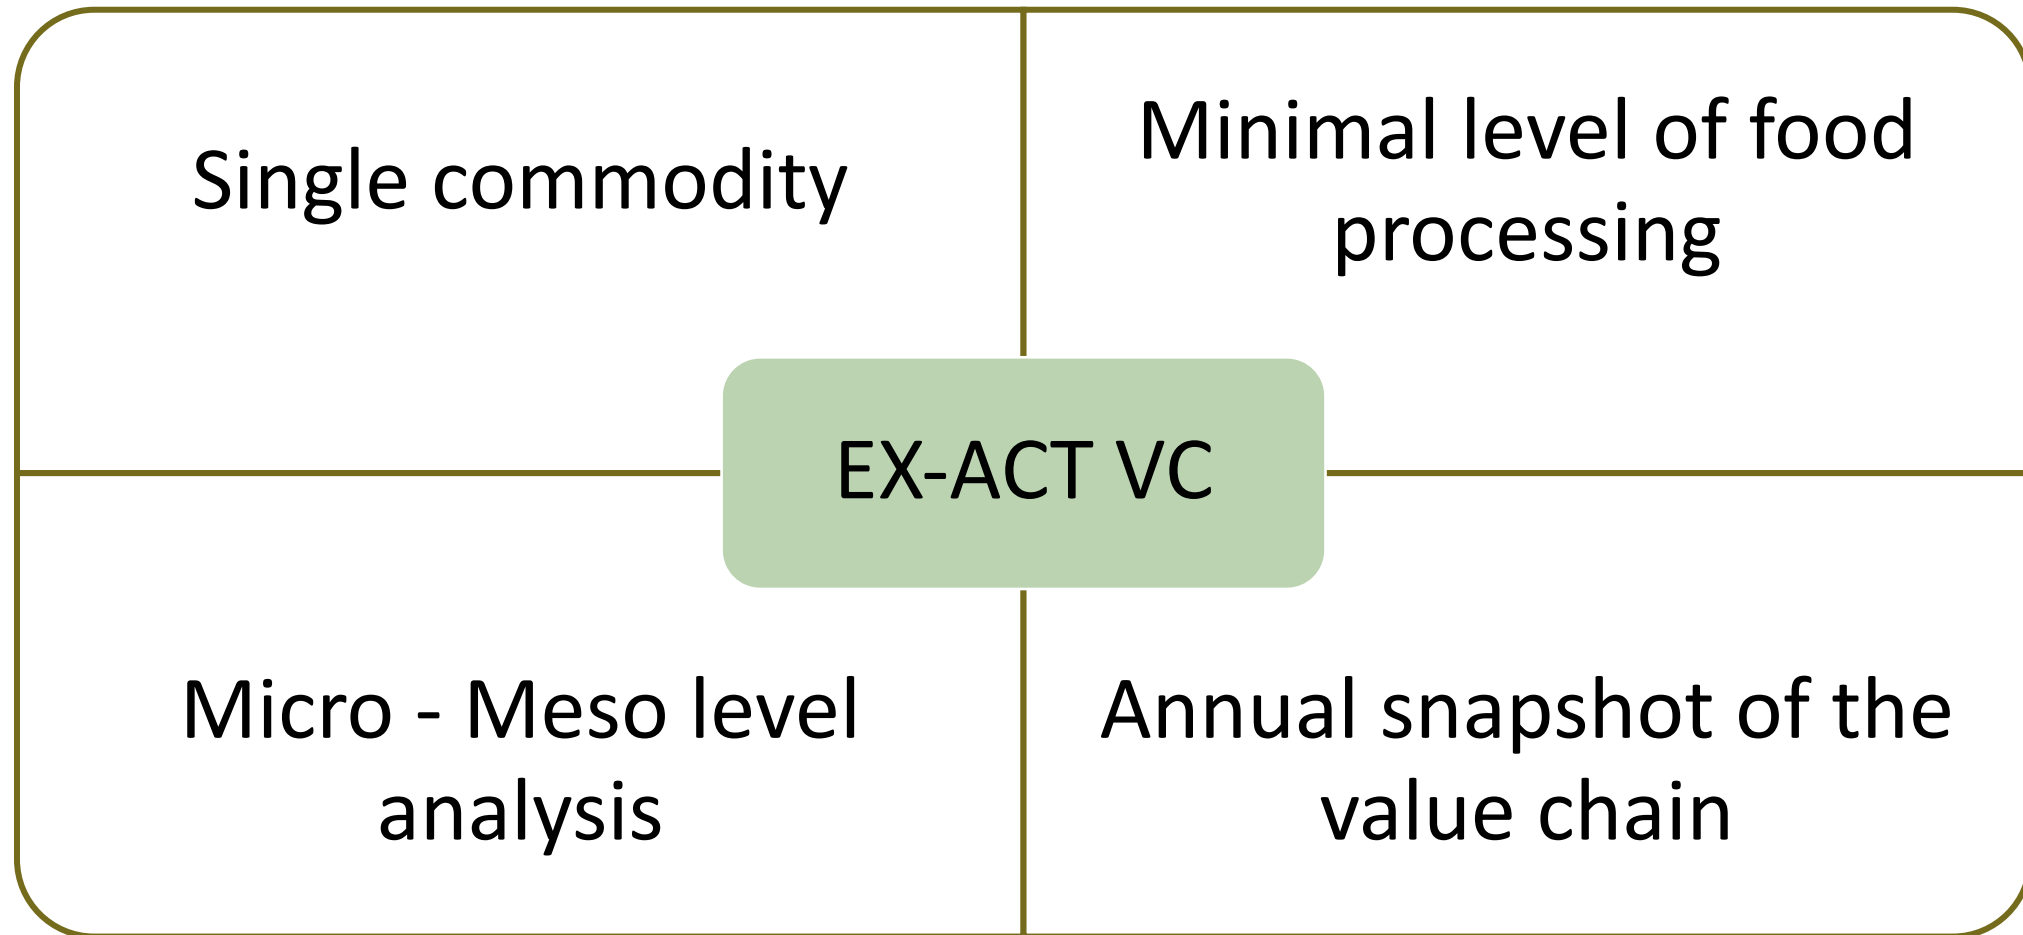 Single commodity
Minimal level of food
processing
EX-ACT VC
Micro - Meso level
analysis
Annual snapshot of the
value chain